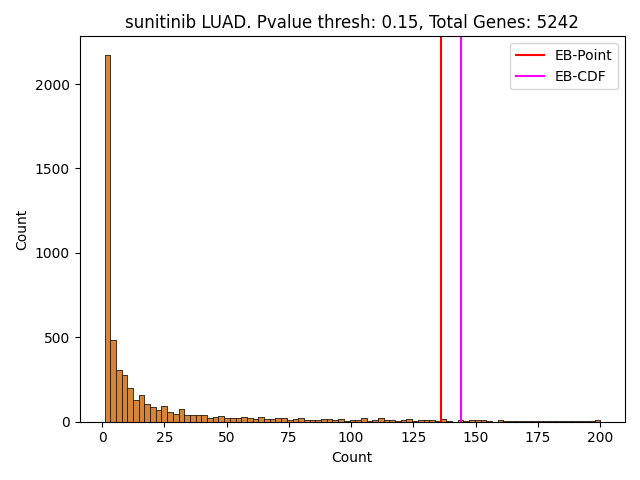 sunitinib LUAD. Pvalue thresh: 0.15, Total Genes: 5242
EB-Point
EB-CDF
Count
2000
1500
1000
500
0
0 25 50 75 100 125 150 175 200
Count